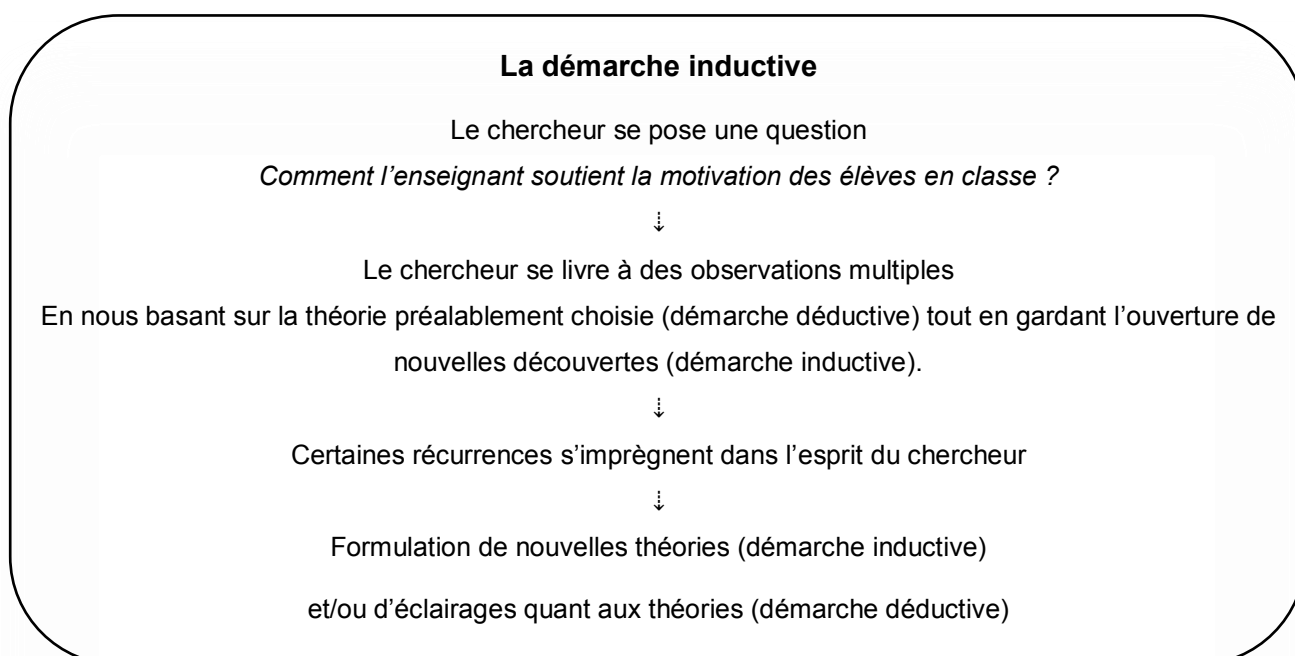 La démarche inductive
Le chercheur se pose une question
Comment l’enseignant soutient la motivation des élèves en classe ?
⇣
Le chercheur se livre à des observations multiples
En nous basant sur la théorie préalablement choisie (démarche déductive) tout en gardant l’ouverture de
nouvelles découvertes (démarche inductive).
⇣
Certaines récurrences s’imprègnent dans l’esprit du chercheur
⇣
Formulation de nouvelles théories (démarche inductive)
et/ou d’éclairages quant aux théories (démarche déductive)